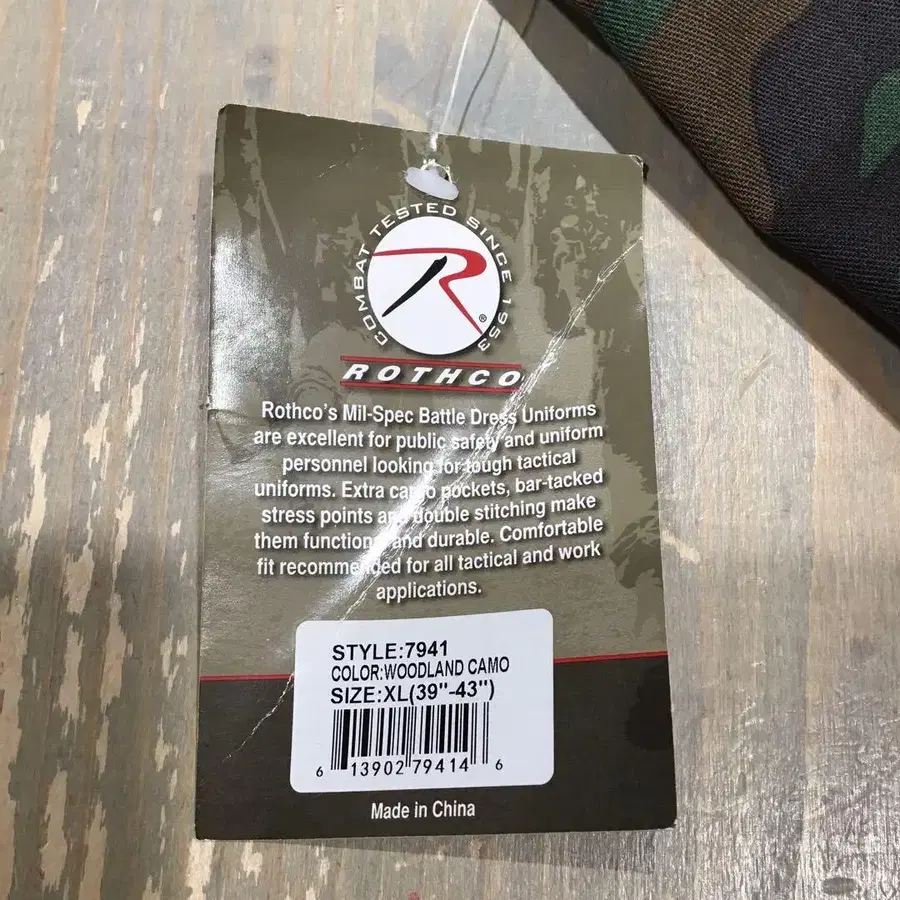 COMBAT TESTED SINCE 1953
R®
ROTHCO
Rothco's Mil-Spec Battle Dress Uniforms
are excellent for public safety and uniform
personnel looking for tough tactical
uniforms. Extra cargo pockets, bar-tacked
stress points and double stitching make
them functional and durable. Comfortable
fit recommended for all tactical and work
applications.
STYLE:7941
COLOR:WOODLAND CAMO
SIZE:XL(39"-43")
6 13902 79414 6
Made in China